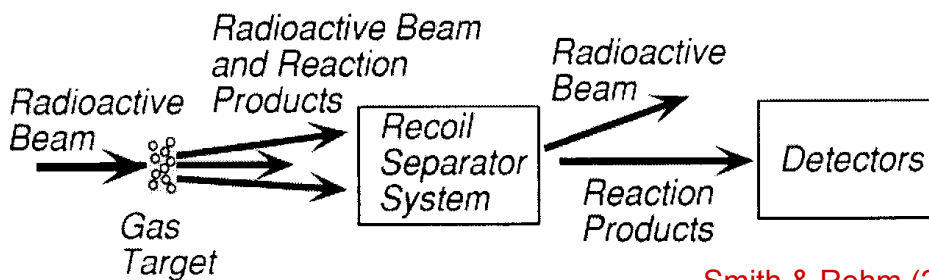 Radioactive Beam
and Reaction
Products
Radioactive
Beam
Gas
Target
Recoil
Separator
System
Radioactive
Beam
Reaction
Products
Detectors
Smith & Rehm